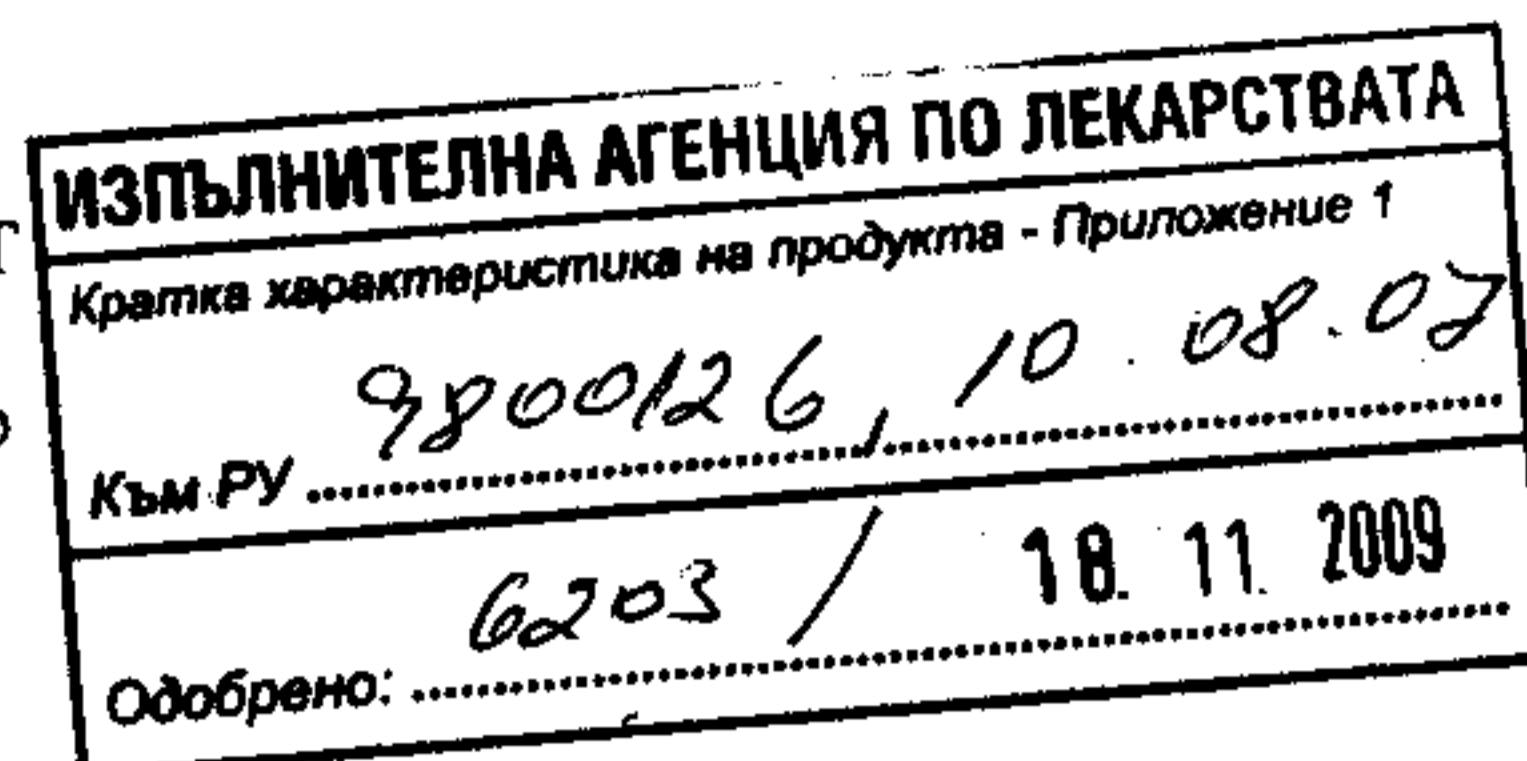 ИЗПЪЛНИТЕЛНА АГЕНЦИЯ ПО ЛЕКАРСТВАТА
Кратка характеристика на продукта - Приложение 1
Към РУ 9800126, 10.08.07
Одобрено: 6203 / 18. 11. 2009